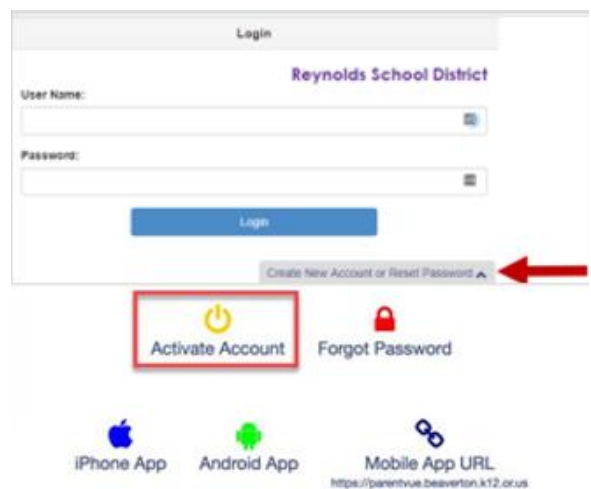 Login
Reynolds School District
User Name:
Password:
Login
Create New Account or Reset Password
Activate Account
Forgot Password
iPhone App
Android App
Mobile App URL
https://parentvue.beaverton.k12.or.us